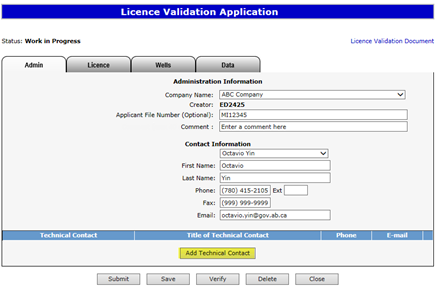 Licence Validation Application
Status: Work in Progress Licence Validation Document
Admin Licence Wells Data
Administration Information
Company Name: ABC Company
Creator: ED2425
Applicant File Number (Optional): MI12345
Comment : Enter a comment here
Contact Information
Octavio Yin
First Name: Octavio
Last Name: Yin
Phone: (780) 415-2105 Ext
Fax: (999) 999-9999
Email: octavio.yin@gov.ab.ca
Technical Contact Title of Technical Contact Phone E-mail
Add Technical Contact
Submit Save Verify Delete Close